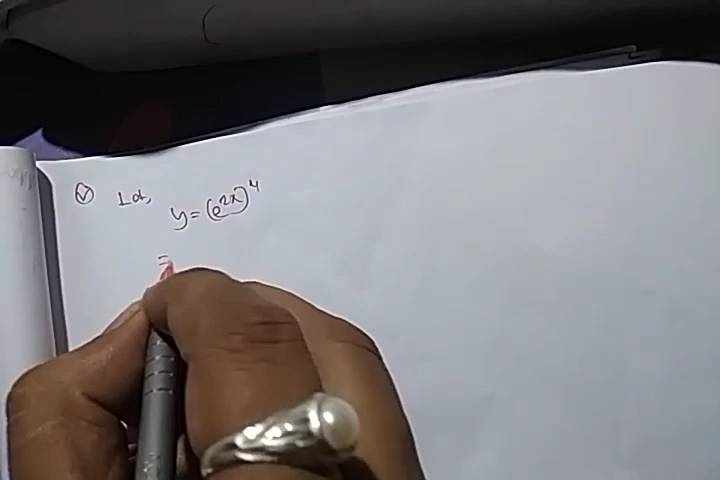 (v) Let,
y = (e^{2x})^4
=